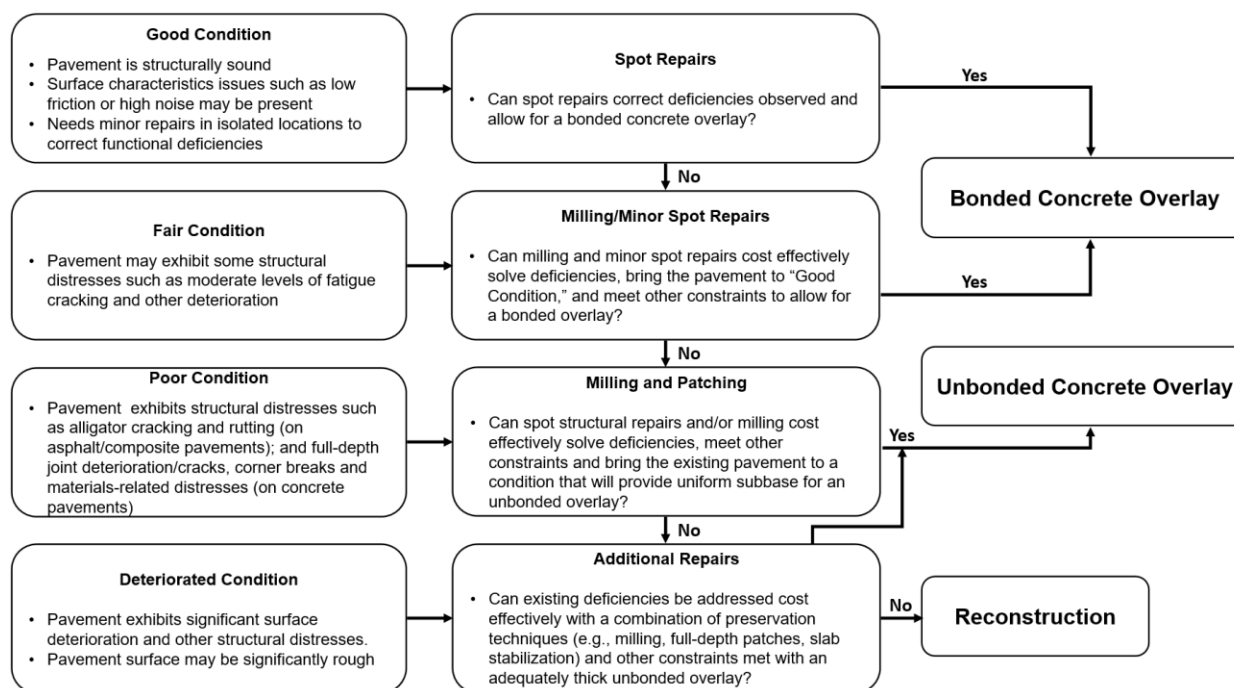 Good Condition
• Pavement is structurally sound
• Surface characteristics issues such as low
friction or high noise may be present
• Needs minor repairs in isolated locations to
correct functional deficiencies
Spot Repairs
• Can spot repairs correct deficiencies observed and
allow for a bonded concrete overlay?
Yes
No
Bonded Concrete Overlay
Fair Condition
• Pavement may exhibit some structural
distresses such as moderate levels of fatigue
cracking and other deterioration
Milling/Minor Spot Repairs
• Can milling and minor spot repairs cost effectively
solve deficiencies, bring the pavement to “Good
Condition,” and meet other constraints to allow for
a bonded overlay?
Yes
No
Unbonded Concrete Overlay
Poor Condition
• Pavement exhibits structural distresses such
as alligator cracking and rutting (on
asphalt/composite pavements); and full-depth
joint deterioration/cracks, corner breaks and
materials-related distresses (on concrete
pavements)
Milling and Patching
• Can spot structural repairs and/or milling cost
effectively solve deficiencies, meet other
constraints and bring the existing pavement to a
condition that will provide uniform subbase for an
unbonded overlay?
Yes
No
Deteriorated Condition
• Pavement exhibits significant surface
deterioration and other structural distresses.
• Pavement surface may be significantly rough
Additional Repairs
• Can existing deficiencies be addressed cost
effectively with a combination of preservation
techniques (e.g., milling, full-depth patches, slab
stabilization) and other constraints met with an
adequately thick unbonded overlay?
No
Reconstruction